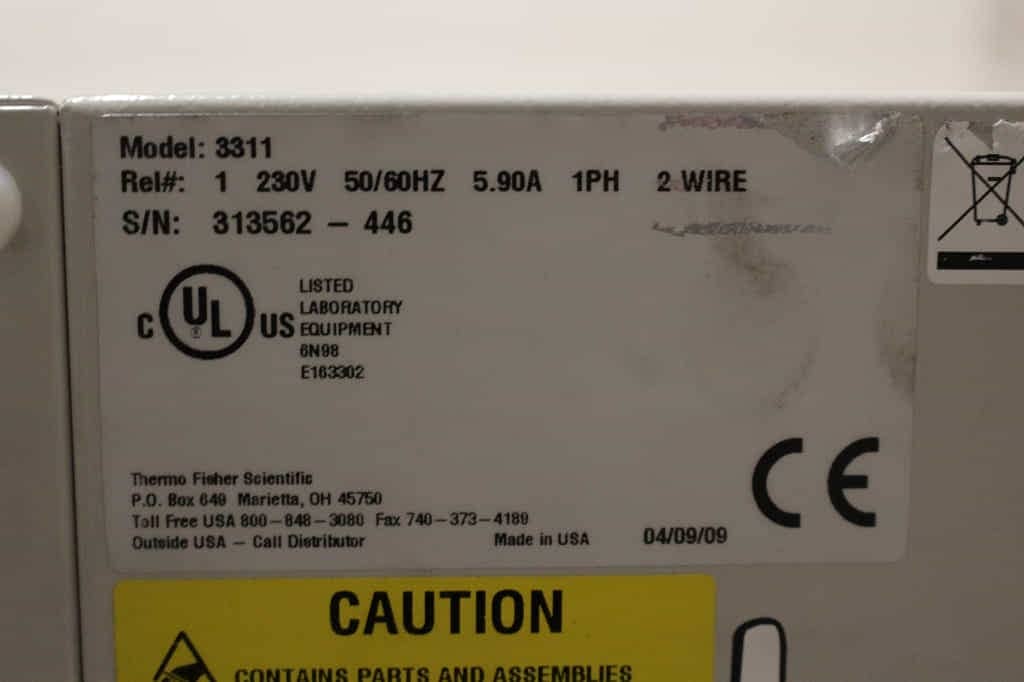 Model: 3311
Rel#: 1 230V 50/60HZ 5.90A 1PH 2 WIRE
S/N: 313562 – 446
C UL ® US
LISTED
LABORATORY
EQUIPMENT
6N98
E163302
Thermo Fisher Scientific
P.O. Box 649 Marietta, OH 45750
Toll Free USA 800–848–3080 Fax 740–373–4189
Outside USA – Call Distributor Made in USA 04/09/09
CE
CAUTION
CONTAINS PARTS AND ASSEMBLIES